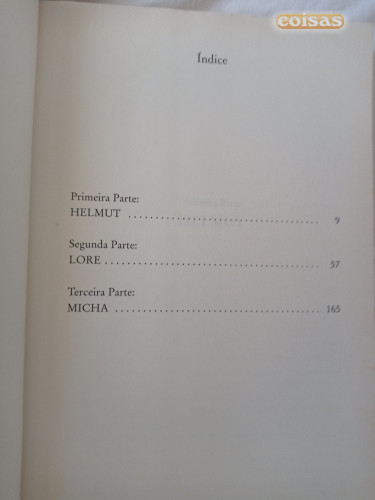 coisas
Índice
Primeira Parte:
HELMUT ............................ 9
Segunda Parte:
LORE ................................ 57
Terceira Parte:
MICHA .............................. 165